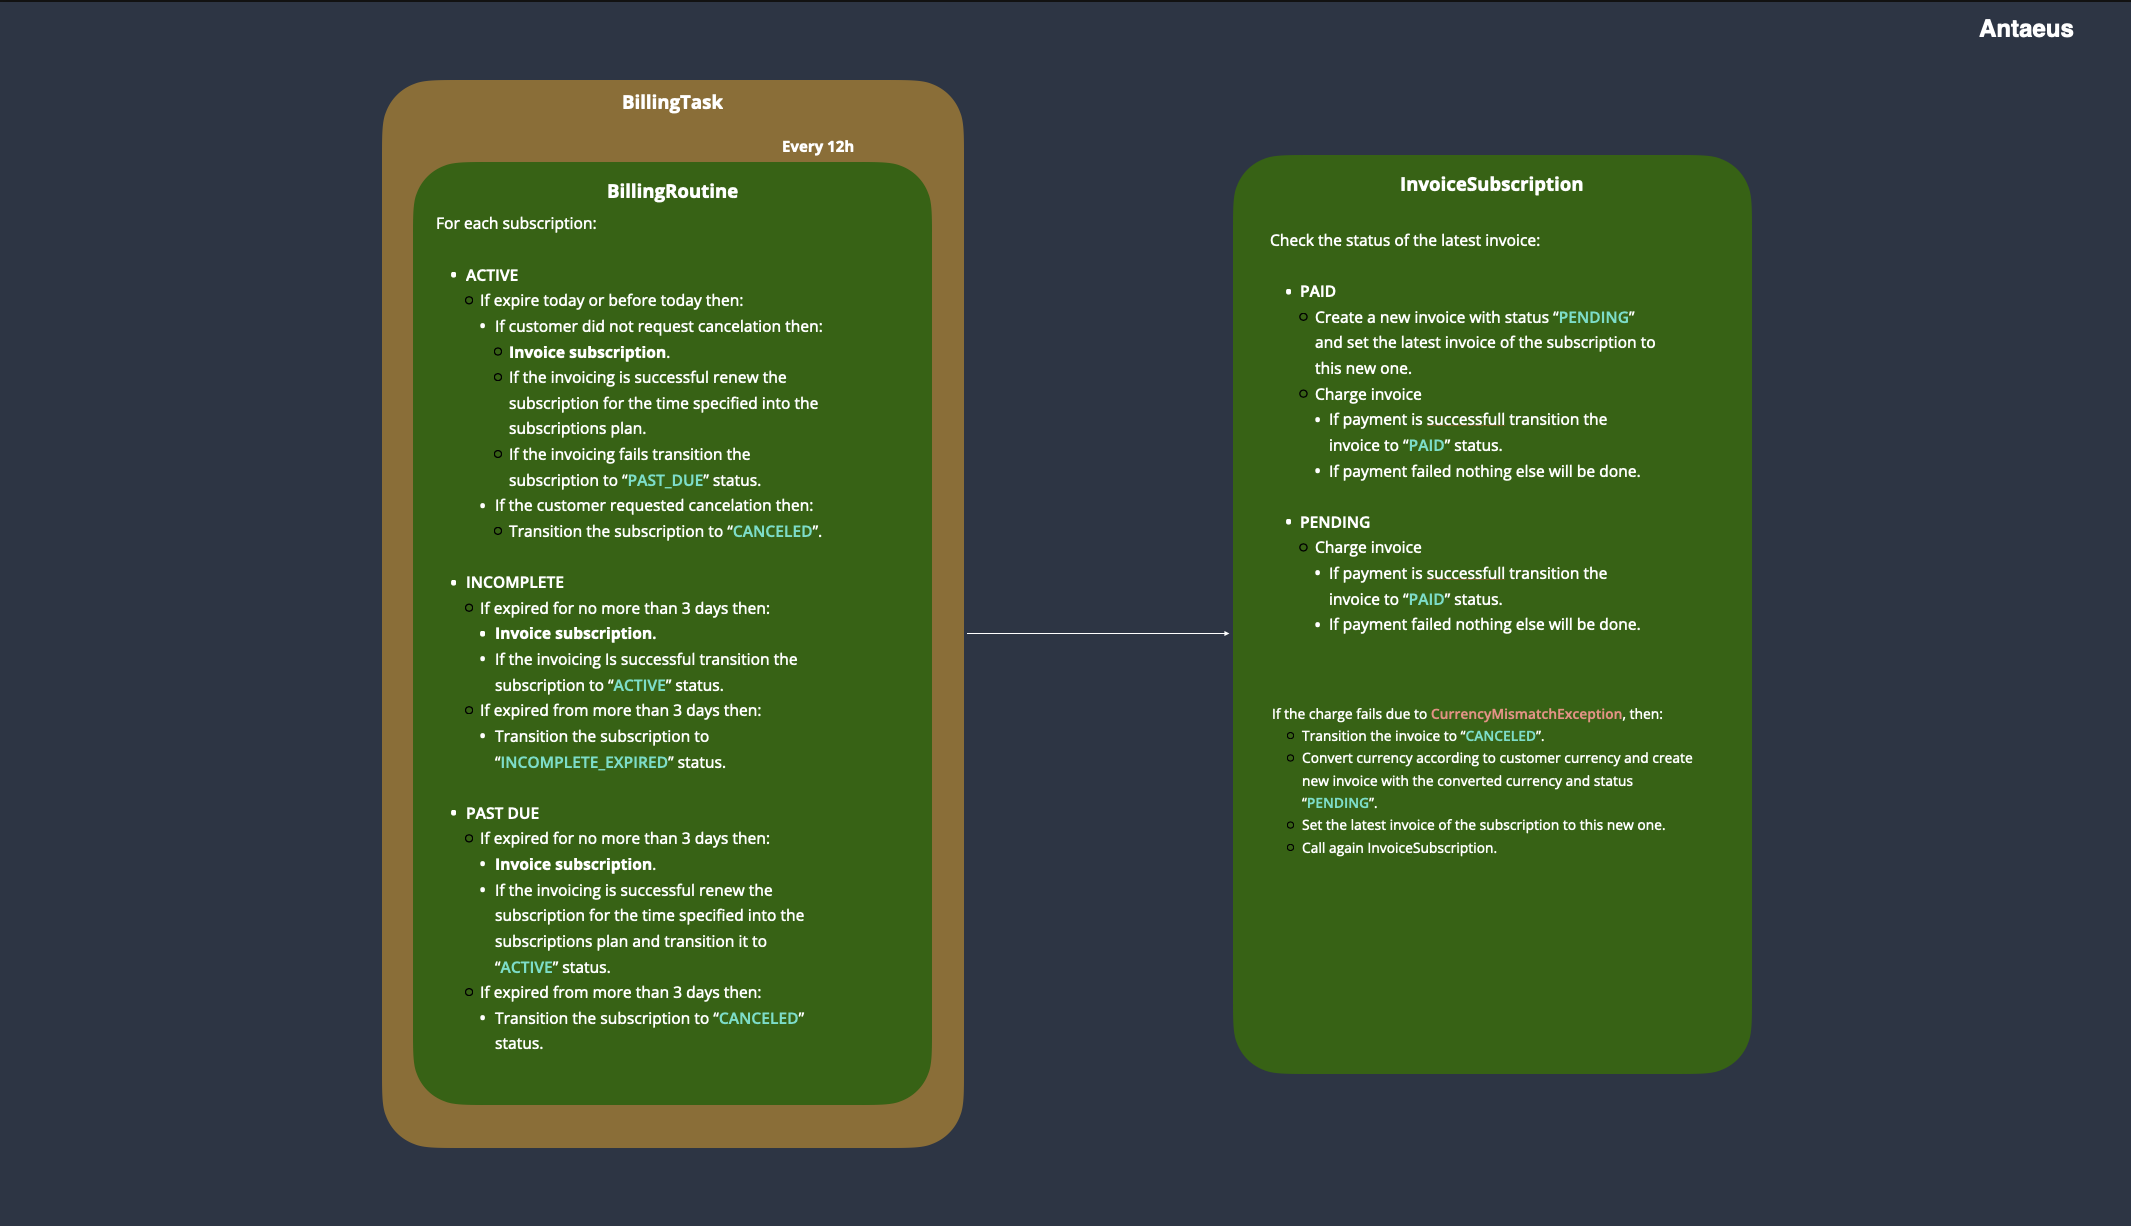 Antaeus
BillingTask
Every 12h
BillingRoutine
For each subscription:
• ACTIVE
○ If expire today or before today then:
• If customer did not request cancelation then:
○ Invoice subscription.
○ If the invoicing is successful renew the
subscription for the time specified into the
subscriptions plan.
○ If the invoicing fails transition the
subscription to “PAST_DUE” status.
• If the customer requested cancelation then:
○ Transition the subscription to “CANCELED”.
• INCOMPLETE
○ If expired for no more than 3 days then:
• Invoice subscription.
• If the invoicing Is successful transition the
subscription to “ACTIVE” status.
○ If expired from more than 3 days then:
• Transition the subscription to
“INCOMPLETE_EXPIRED” status.
• PAST DUE
○ If expired for no more than 3 days then:
• Invoice subscription.
• If the invoicing is successful renew the
subscription for the time specified into the
subscriptions plan and transition it to
“ACTIVE” status.
○ If expired from more than 3 days then:
• Transition the subscription to “CANCELED”
status.
InvoiceSubscription
Check the status of the latest invoice:
• PAID
○ Create a new invoice with status “PENDING”
and set the latest invoice of the subscription to
this new one.
○ Charge invoice
• If payment is successfull transition the
invoice to “PAID” status.
• If payment failed nothing else will be done.
• PENDING
○ Charge invoice
• If payment is successfull transition the
invoice to “PAID” status.
• If payment failed nothing else will be done.
If the charge fails due to CurrencyMismatchException, then:
○ Transition the invoice to “CANCELED”.
○ Convert currency according to customer currency and create
new invoice with the converted currency and status
“PENDING”.
○ Set the latest invoice of the subscription to this new one.
○ Call again InvoiceSubscription.